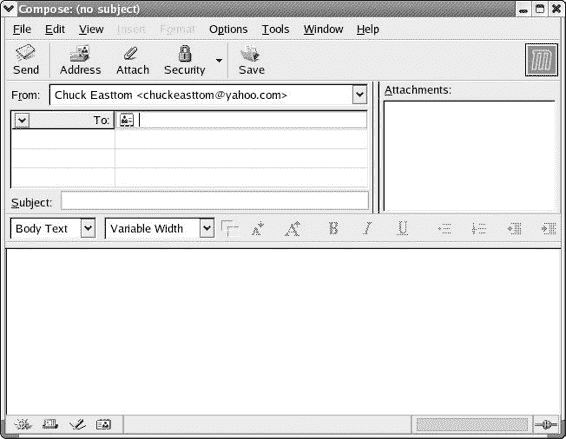 Compose: (no subject)
File Edit View Insert Format Options Tools Window Help
Send Address Attach Security Save
From: Chuck Easttom <chuckeasttom@yahoo.com>
Attachments:
To:
Subject:
Body Text Variable Width A A B I U